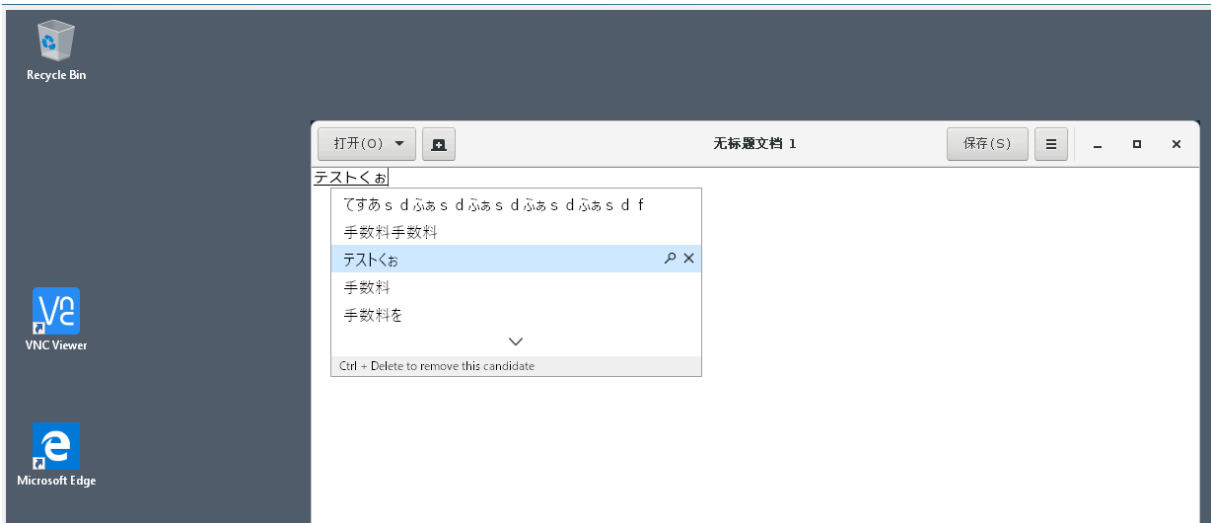 Recycle Bin
打开(O)
无标题文档 1
保存(S)
テストくぉ
てすあｓｄふぁｓｄふぁｓｄふぁｓｄふぁｓｄｆ
手数料手数料
テストくぉ
手数料
手数料を
Ctrl + Delete to remove this candidate
VNC Viewer
Microsoft Edge